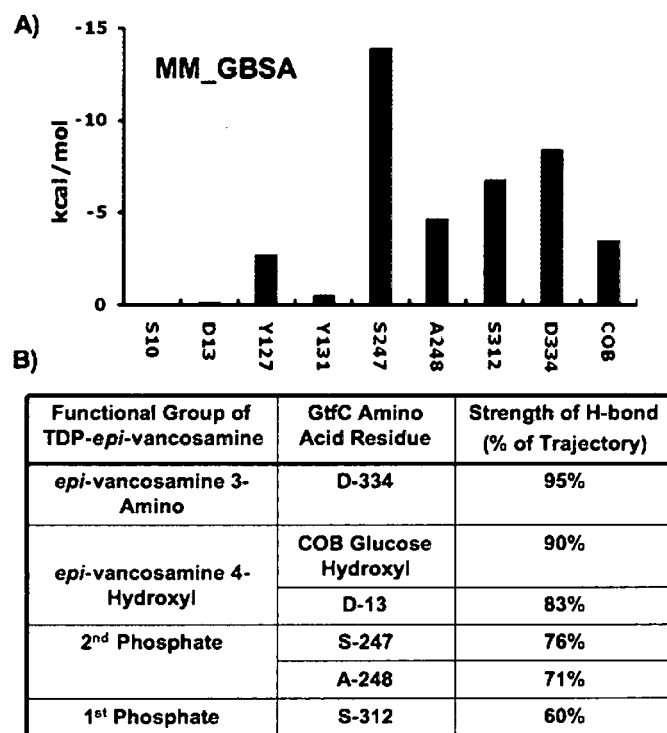 A)
-15
MM_GBSA
-10
kcal/mol
-5
0
S10 D13 Y127 Y131 S247 A248 S312 D334 COB
B)
Functional Group of TDP-epi-vancosamine
GtfC Amino Acid Residue
Strength of H-bond (% of Trajectory)
epi-vancosamine 3-Amino
D-334
95%
epi-vancosamine 4-Hydroxyl
COB Glucose Hydroxyl
90%
D-13
83%
2nd Phosphate
S-247
76%
A-248
71%
1st Phosphate
S-312
60%